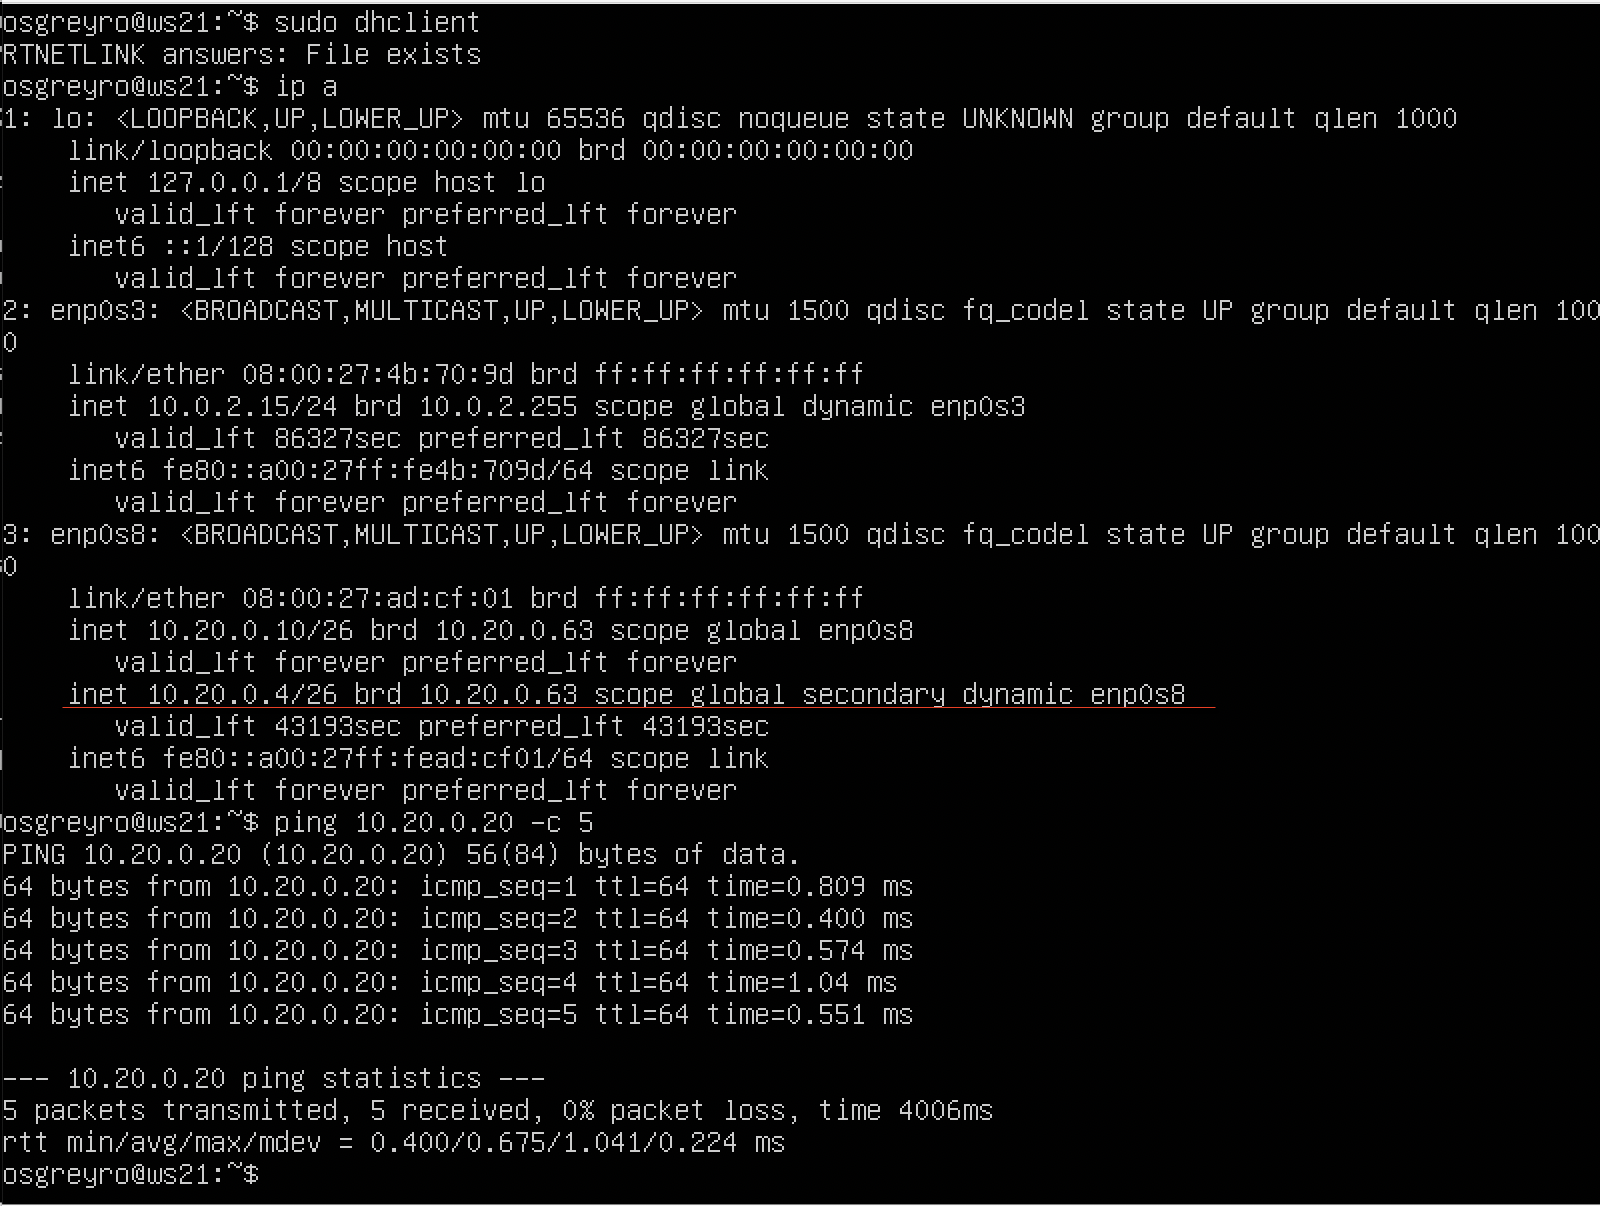 osgreyro@ws21:~$ sudo dhclient
RTNETLINK answers: File exists
osgreyro@ws21:~$ ip a
1: lo: <LOOPBACK,UP,LOWER_UP> mtu 65536 qdisc noqueue state UNKNOWN group default qlen 1000
    link/loopback 00:00:00:00:00:00 brd 00:00:00:00:00:00
    inet 127.0.0.1/8 scope host lo
       valid_lft forever preferred_lft forever
    inet6 ::1/128 scope host
       valid_lft forever preferred_lft forever
2: enp0s3: <BROADCAST,MULTICAST,UP,LOWER_UP> mtu 1500 qdisc fq_codel state UP group default qlen 100
0
    link/ether 08:00:27:4b:70:9d brd ff:ff:ff:ff:ff:ff
    inet 10.0.2.15/24 brd 10.0.2.255 scope global dynamic enp0s3
       valid_lft 86327sec preferred_lft 86327sec
    inet6 fe80::a00:27ff:fe4b:709d/64 scope link
       valid_lft forever preferred_lft forever
3: enp0s8: <BROADCAST,MULTICAST,UP,LOWER_UP> mtu 1500 qdisc fq_codel state UP group default qlen 100
0
    link/ether 08:00:27:ad:cf:01 brd ff:ff:ff:ff:ff:ff
    inet 10.20.0.10/26 brd 10.20.0.63 scope global enp0s8
       valid_lft forever preferred_lft forever
    inet 10.20.0.4/26 brd 10.20.0.63 scope global secondary dynamic enp0s8
       valid_lft 43193sec preferred_lft 43193sec
    inet6 fe80::a00:27ff:fead:cf01/64 scope link
       valid_lft forever preferred_lft forever
osgreyro@ws21:~$ ping 10.20.0.20 -c 5
PING 10.20.0.20 (10.20.0.20) 56(84) bytes of data.
64 bytes from 10.20.0.20: icmp_seq=1 ttl=64 time=0.809 ms
64 bytes from 10.20.0.20: icmp_seq=2 ttl=64 time=0.400 ms
64 bytes from 10.20.0.20: icmp_seq=3 ttl=64 time=0.574 ms
64 bytes from 10.20.0.20: icmp_seq=4 ttl=64 time=1.04 ms
64 bytes from 10.20.0.20: icmp_seq=5 ttl=64 time=0.551 ms

--- 10.20.0.20 ping statistics ---
5 packets transmitted, 5 received, 0% packet loss, time 4006ms
rtt min/avg/max/mdev = 0.400/0.675/1.041/0.224 ms
osgreyro@ws21:~$